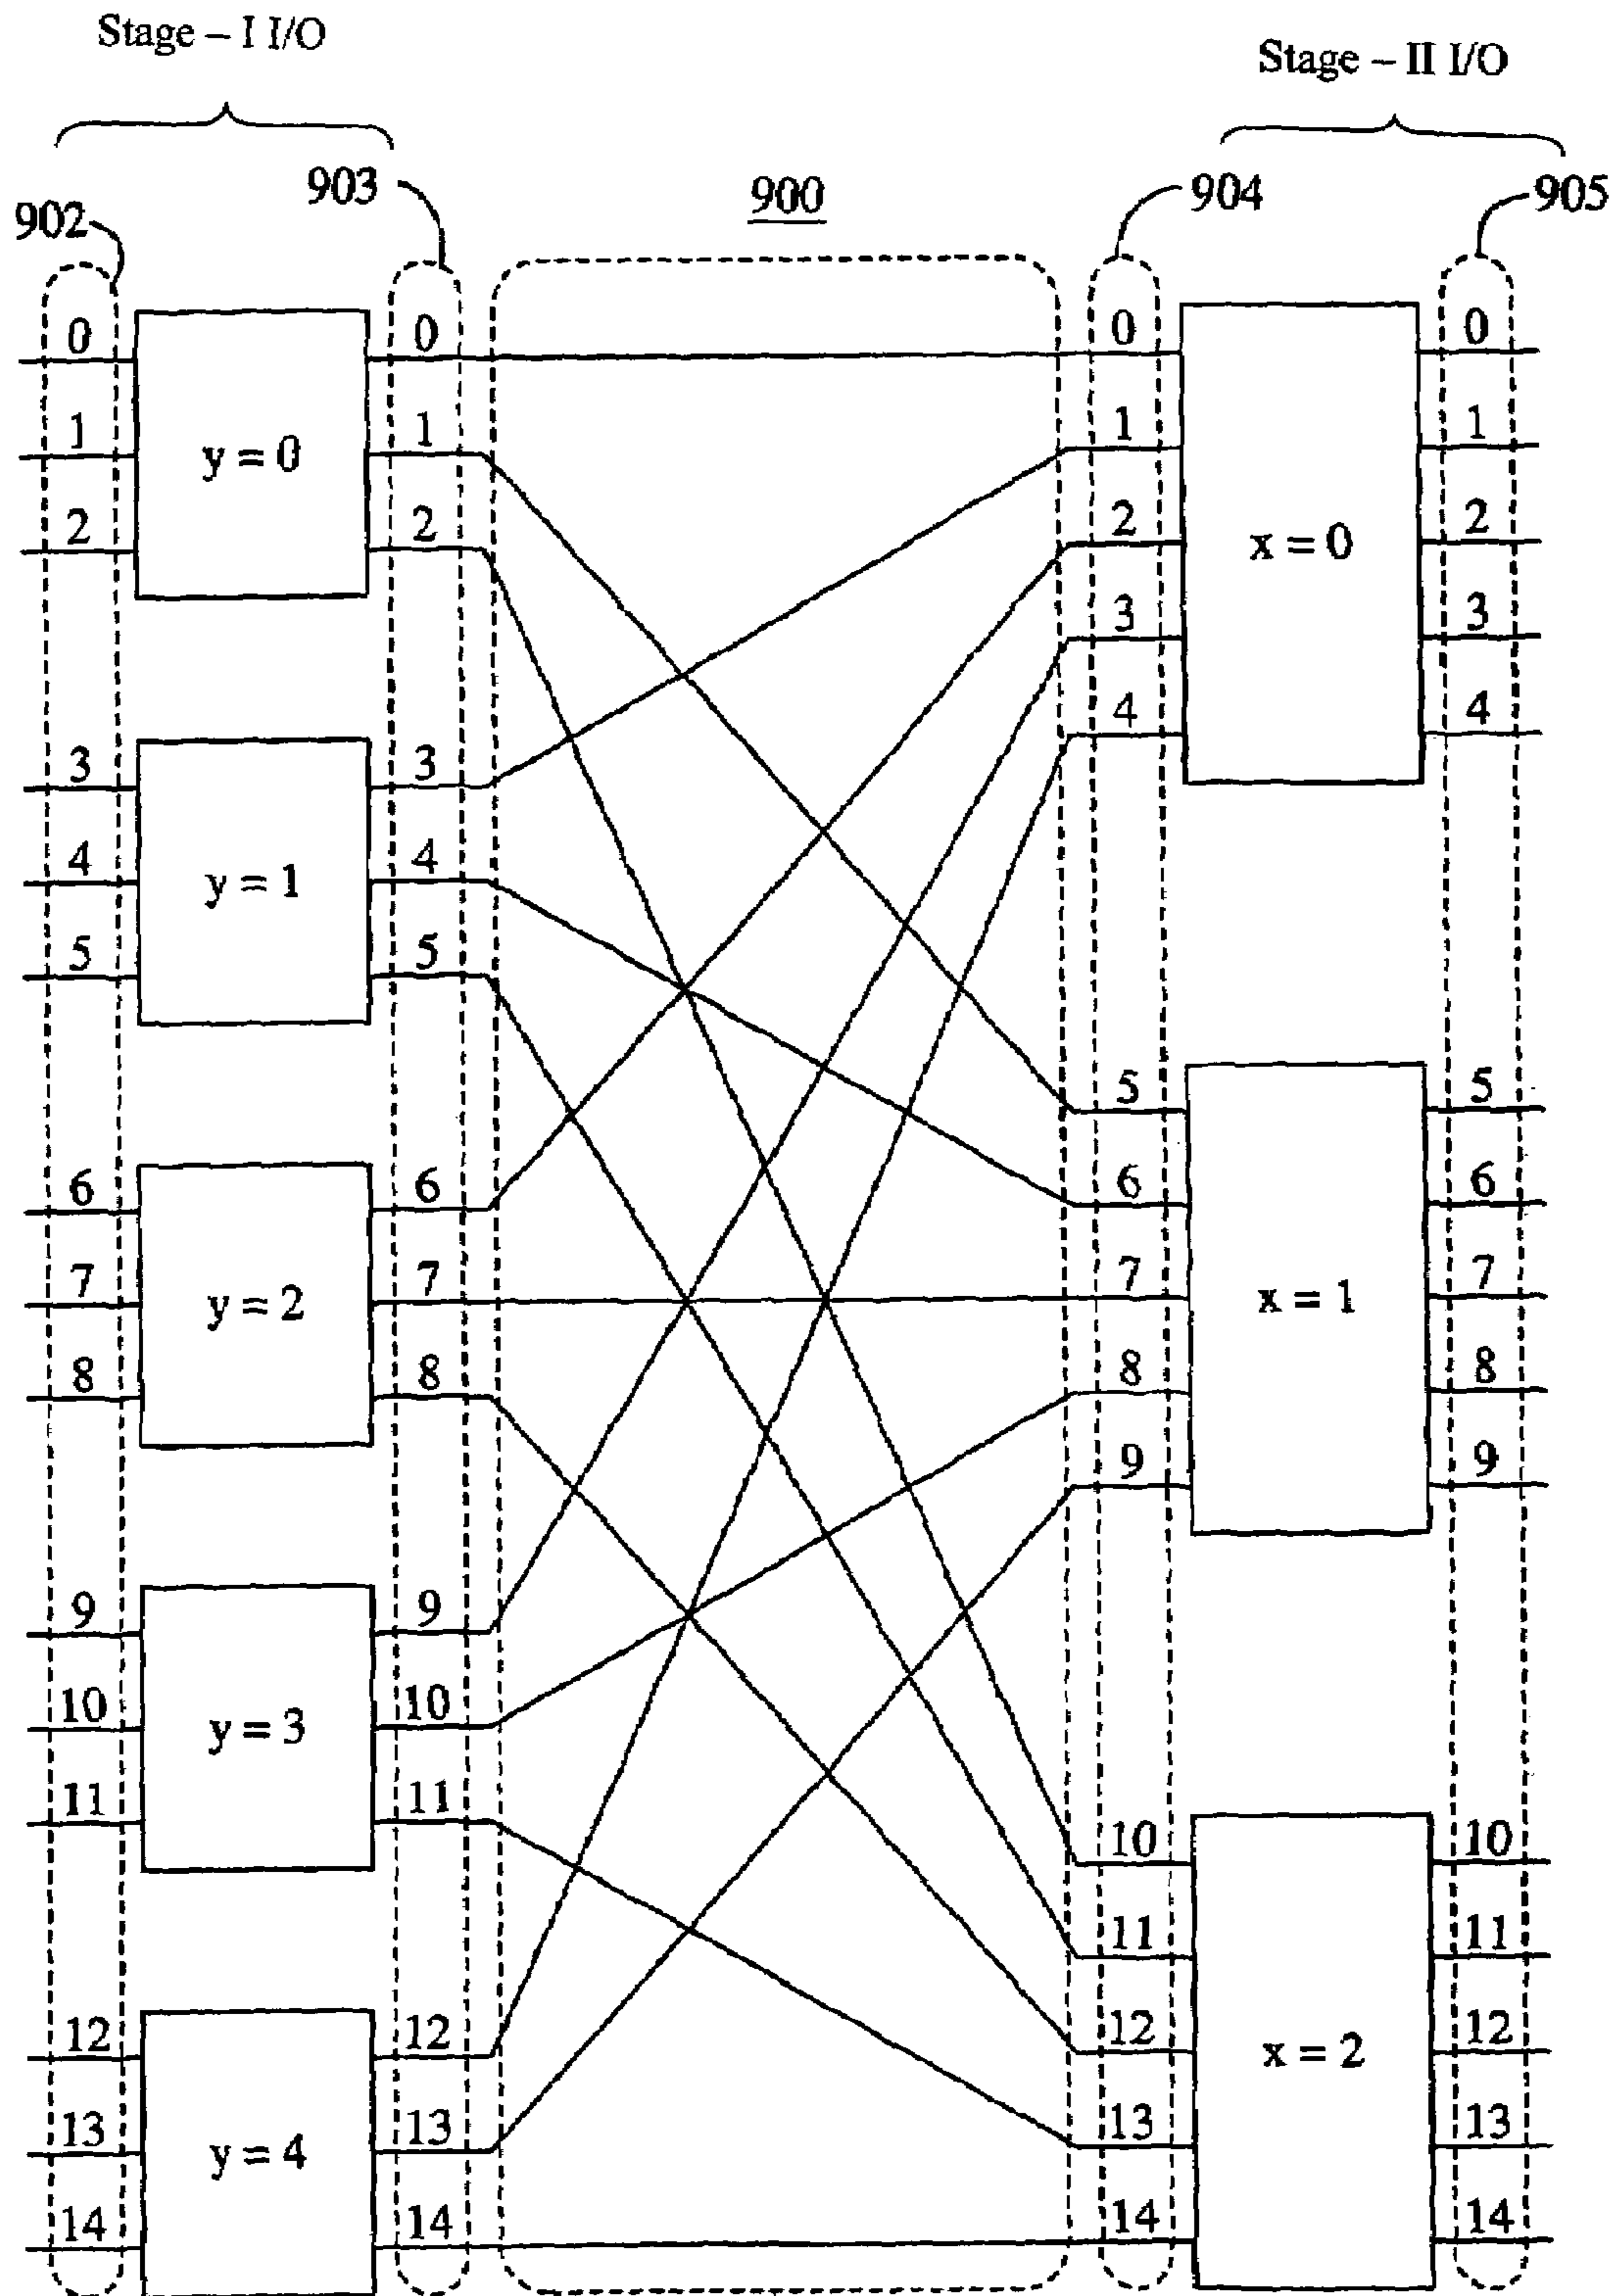 Stage – I I/O
Stage – II I/O
902
903
900
904
905
0 0 0 0
1 1 1 1
y = 0
2 2 2 2
x = 0
3 3
4 4
3 3
4 4
y = 1
5 5
5 5
6 6
6 6
7 7 7 7
y = 2
x = 1
8 8 8 8
9 9
9 9
10 10
y = 3
11 11
10 10
11 11
12 12 12 12
x = 2
13 13 13 13
y = 4
14 14 14 14